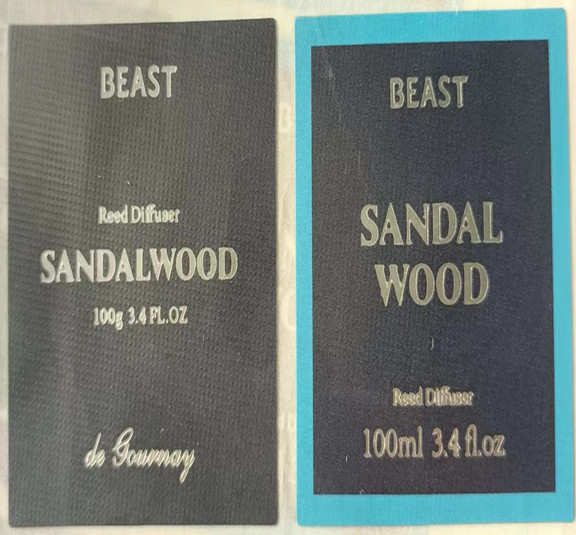 BEAST
Reed Diffuser
SANDALWOOD
100g 3.4 FL.OZ
de Gournay
BEAST
SANDAL
WOOD
Reed Diffuser
100ml 3.4 fl.oz